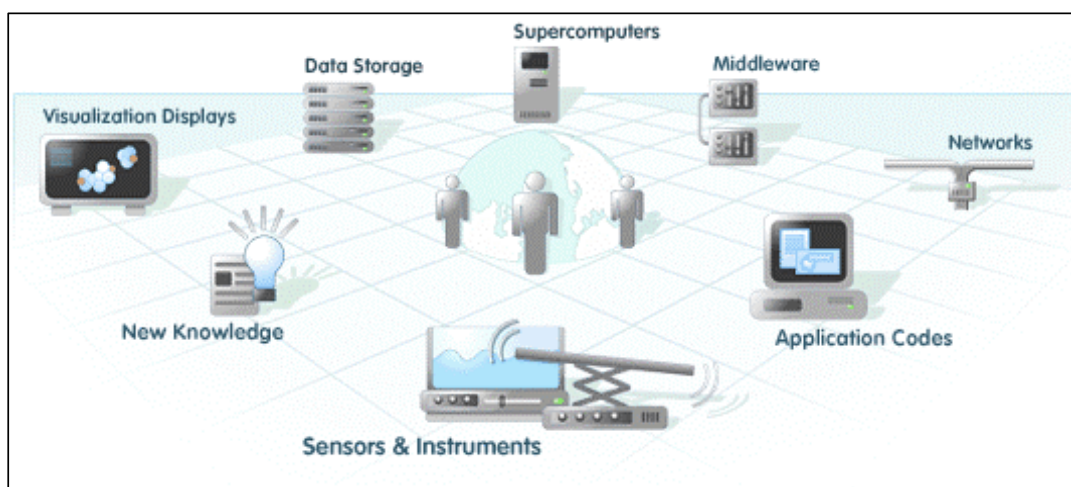 Supercomputers
Data Storage
Middleware
Visualization Displays
Networks
New Knowledge
Application Codes
Sensors & Instruments